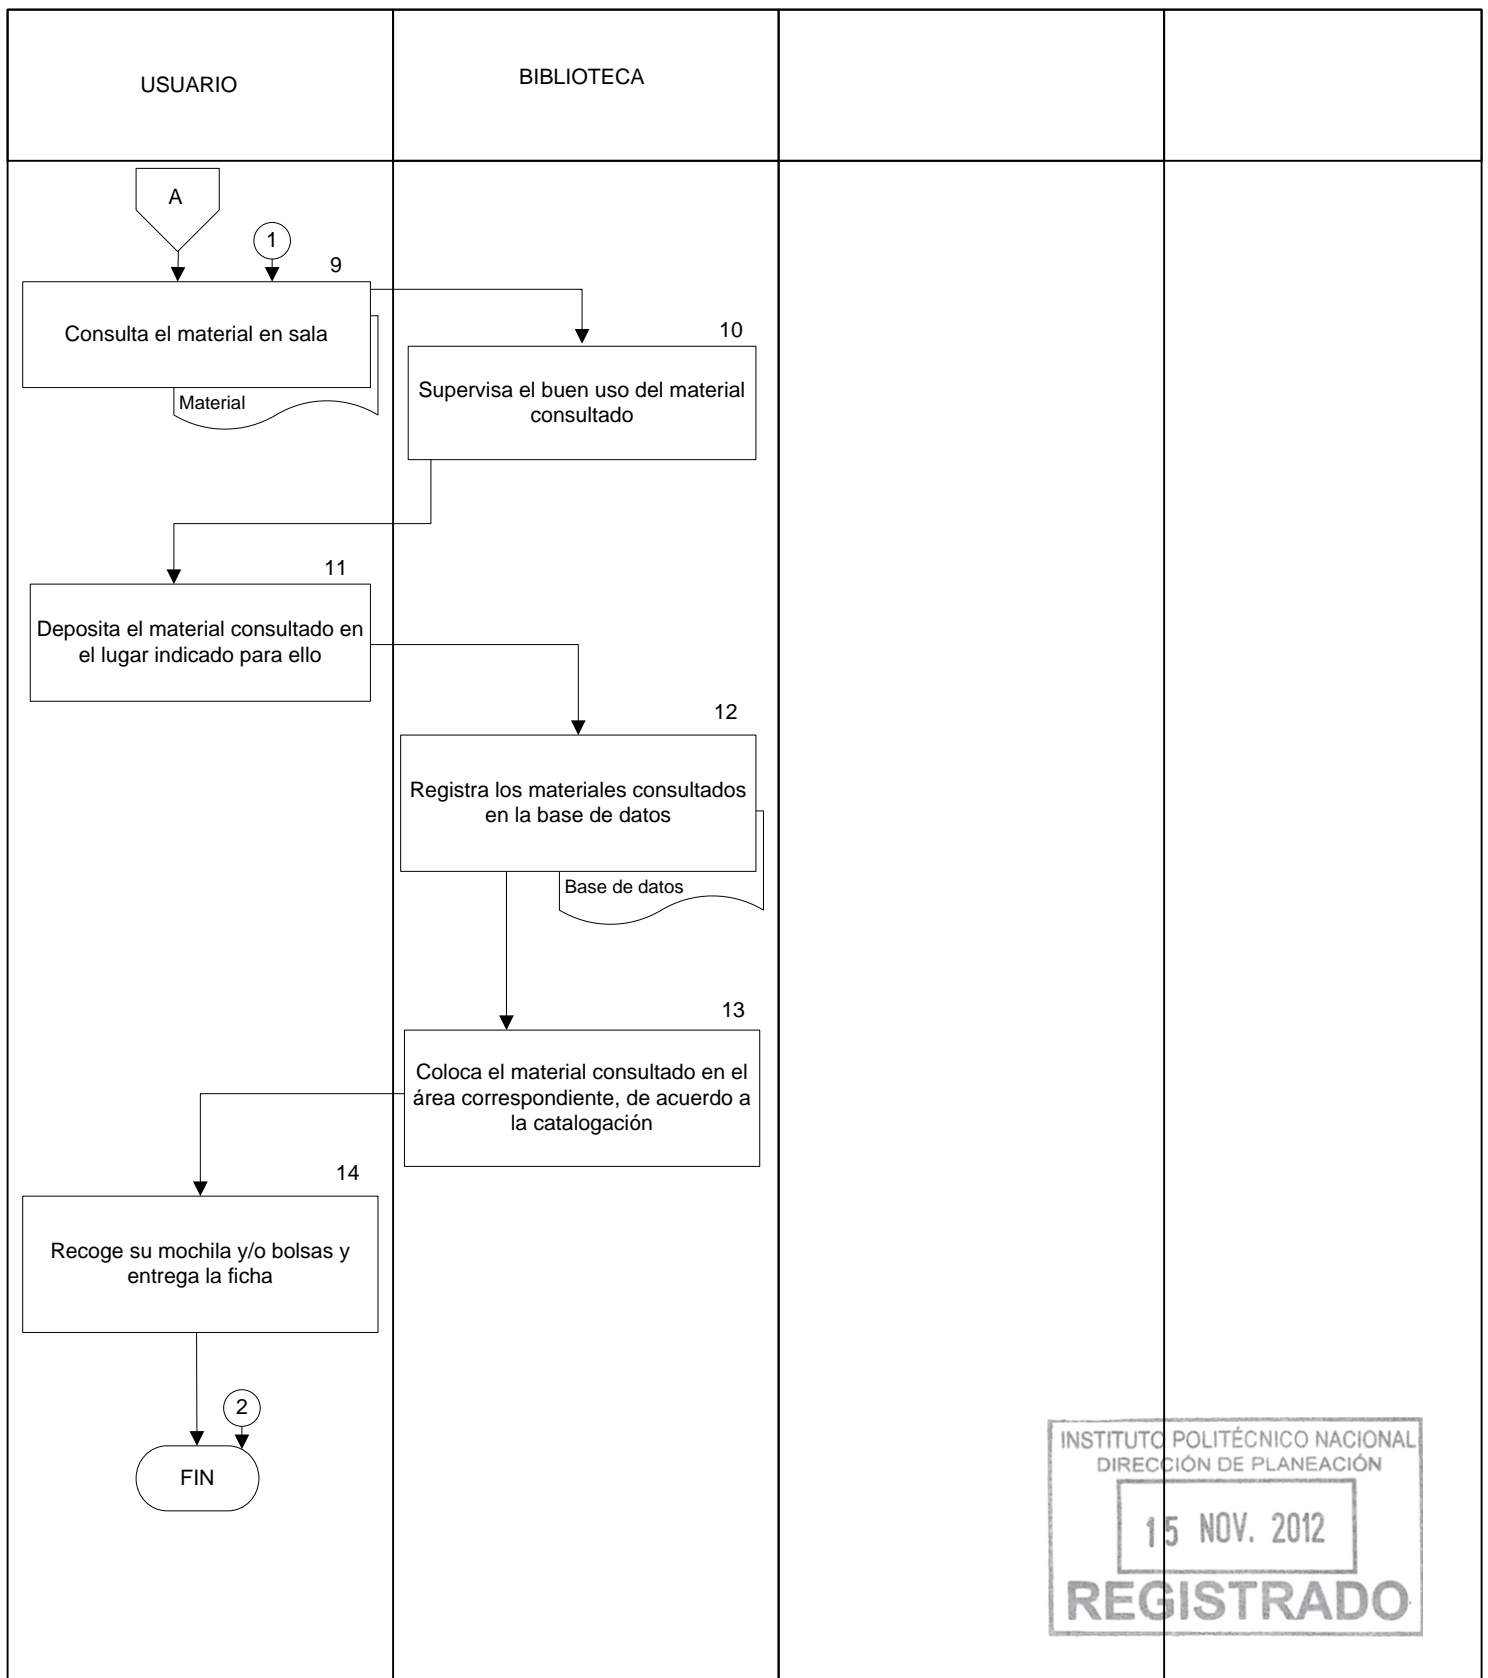 USUARIO
BIBLIOTECA
A
1
9
Consulta el material en sala
Material
10
Supervisa el buen uso del material
consultado
11
Deposita el material consultado en
el lugar indicado para ello
12
Registra los materiales consultados
en la base de datos
Base de datos
13
Coloca el material consultado en el
área correspondiente, de acuerdo a
la catalogación
14
Recoge su mochila y/o bolsas y
entrega la ficha
2
FIN
INSTITUTO POLITÉCNICO NACIONAL
DIRECCIÓN DE PLANEACIÓN
15 NOV. 2012
REGISTRADO